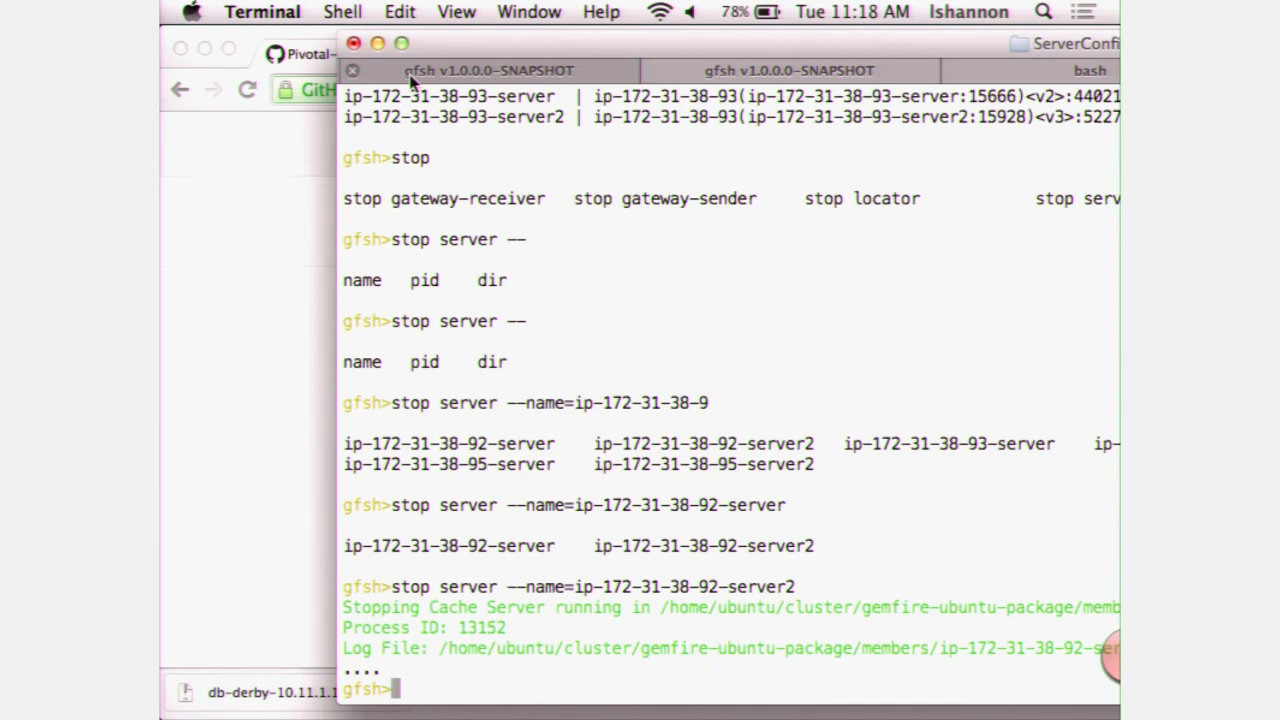 Terminal Shell Edit View Window Help 78% Tue 11:18 AM lshannon
Pivotal-
ServerConfi
gfsh v1.0.0.0-SNAPSHOT gfsh v1.0.0.0-SNAPSHOT bash
GitH
ip-172-31-38-93-server | ip-172-31-38-93(ip-172-31-38-93-server:15666)<v2>:44021
ip-172-31-38-93-server2 | ip-172-31-38-93(ip-172-31-38-93-server2:15928)<v3>:5227
gfsh>stop
stop gateway-receiver stop gateway-sender stop locator stop serv
gfsh>stop server --
name pid dir
gfsh>stop server --
name pid dir
gfsh>stop server --name=ip-172-31-38-9
ip-172-31-38-92-server ip-172-31-38-92-server2 ip-172-31-38-93-server ip-
ip-172-31-38-95-server ip-172-31-38-95-server2
gfsh>stop server --name=ip-172-31-38-92-server
ip-172-31-38-92-server ip-172-31-38-92-server2
gfsh>stop server --name=ip-172-31-38-92-server2
Stopping Cache Server running in /home/ubuntu/cluster/gemfire-ubuntu-package/memb
Process ID: 13152
Log File: /home/ubuntu/cluster/gemfire-ubuntu-package/members/ip-172-31-38-92-ser
....
gfsh>
db-derby-10.11.1.1